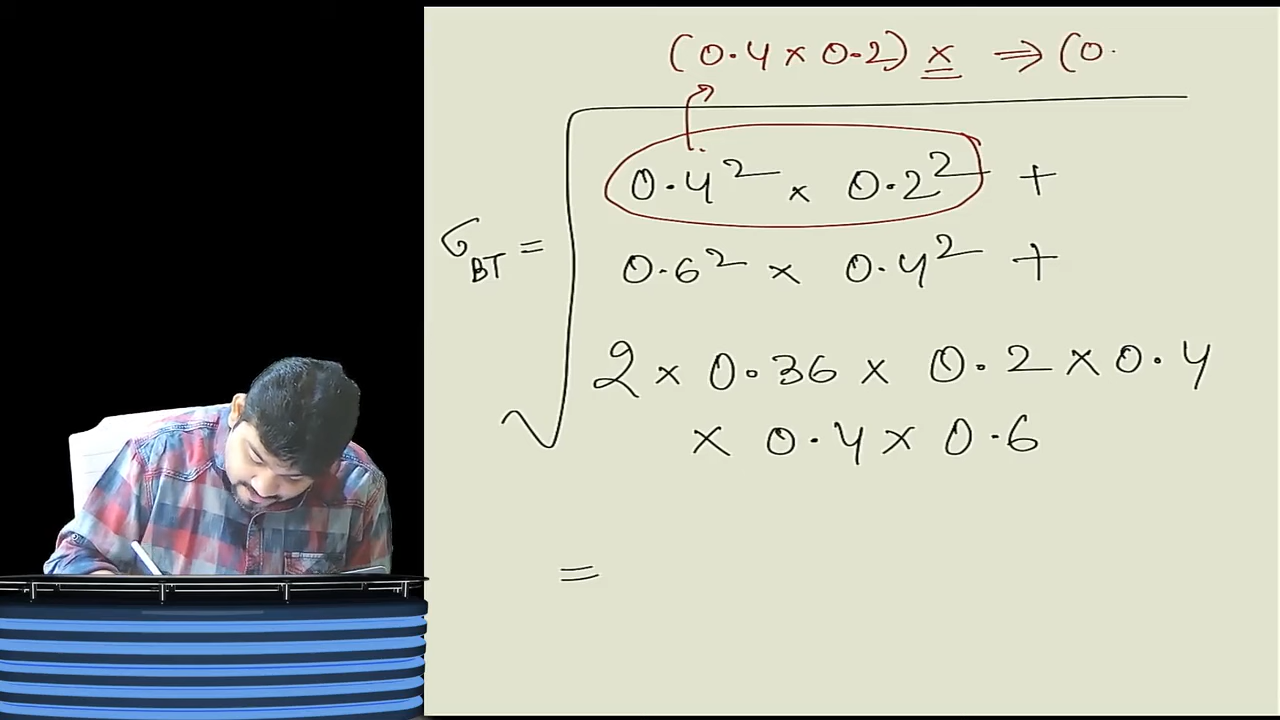 (0.4 x 0.2) x ⇒ (0.
0.4² x 0.2² +
σBT = 0.6² x 0.4² +
2 x 0.36 x 0.2 x 0.4
x 0.4 x 0.6
=